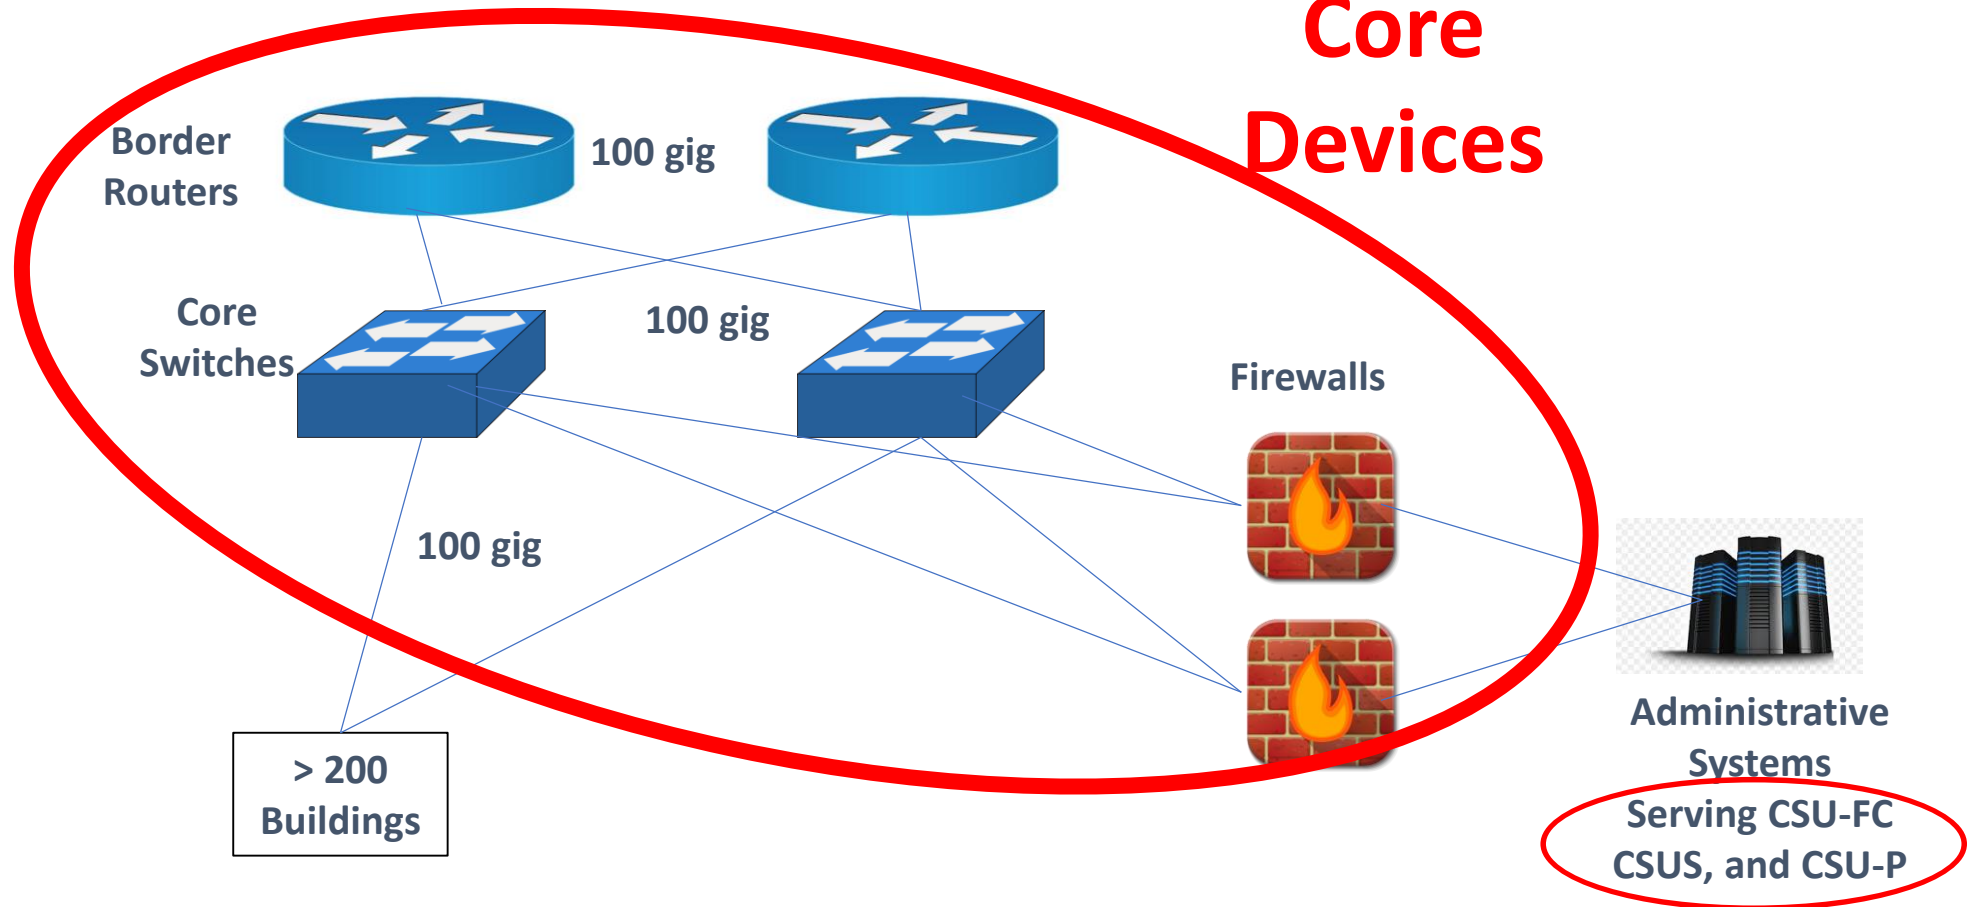 Core
Devices
Border
Routers
100 gig
Core
Switches
100 gig
Firewalls
100 gig
> 200
Buildings
Administrative
Systems
Serving CSU-FC
CSUS, and CSU-P